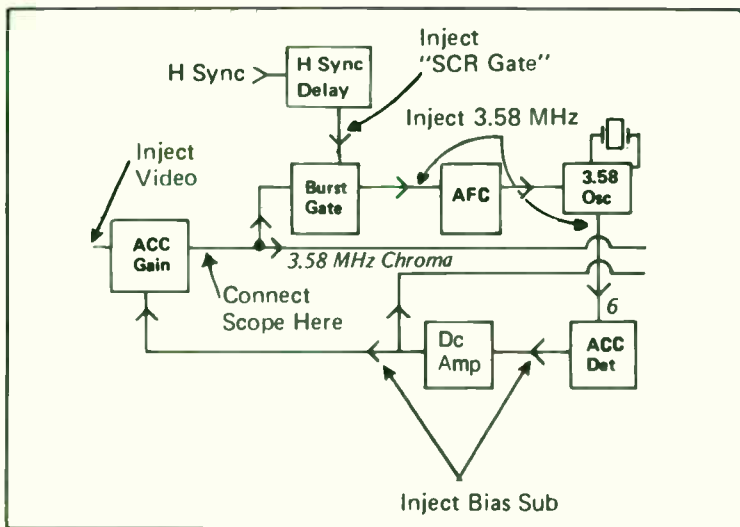 Inject
"SCR Gate"
H Sync
H Sync
Delay
Inject 3.58 MHz
Inject
Video
Burst
Gate
AFC
3.58
Osc
ACC
Gain
3.58 MHz Chroma
Connect
Scope Here
6
Dc
Amp
ACC
Det
Inject Bias Sub